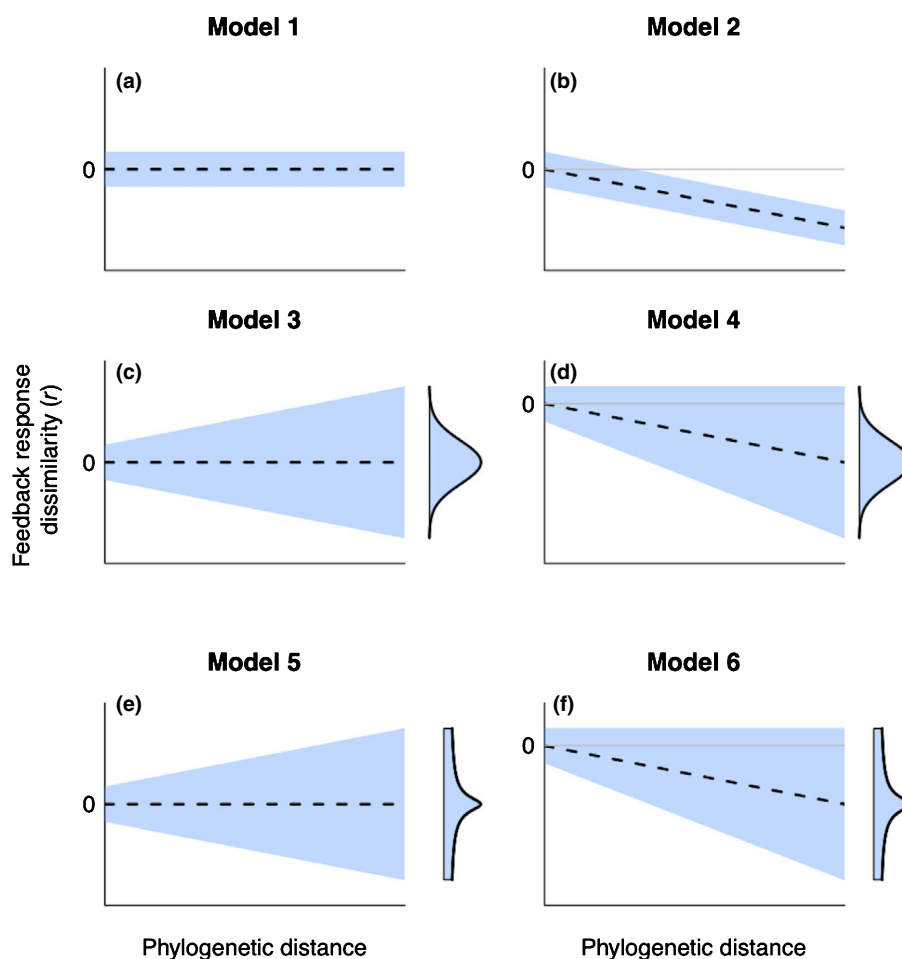 Model 1
Model 2
(a)
0
(b)
0
Model 3
Model 4
Feedback response
dissimilarity (r)
(c)
0
(d)
0
Model 5
Model 6
(e)
0
(f)
0
Phylogenetic distance
Phylogenetic distance